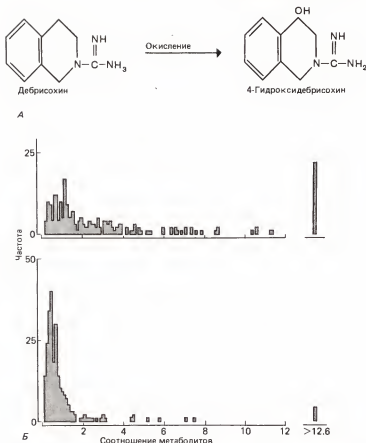 OH
NH
Окисление
NH
N—C—NH₃
N—C—NH₂
Дебрисохин
4-Гидроксидебрисохин
А
25
0
Частота
50
25
0
2
4
6
8
10
12
>12.6
Б
Соотношение метаболитов